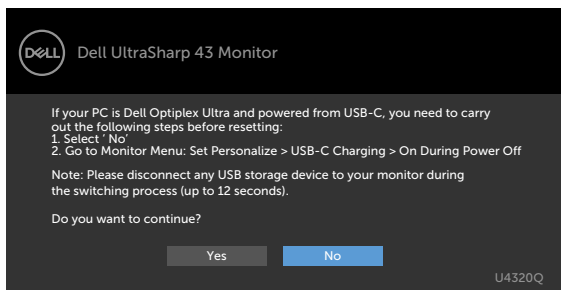 DELL
Dell UltraSharp 43 Monitor
If your PC is Dell Optiplex Ultra and powered from USB-C, you need to carry
out the following steps before resetting:
1. Select ‘ No’
2. Go to Monitor Menu: Set Personalize > USB-C Charging > On During Power Off
Note: Please disconnect any USB storage device to your monitor during
the switching process (up to 12 seconds).
Do you want to continue?
Yes No
U4320Q